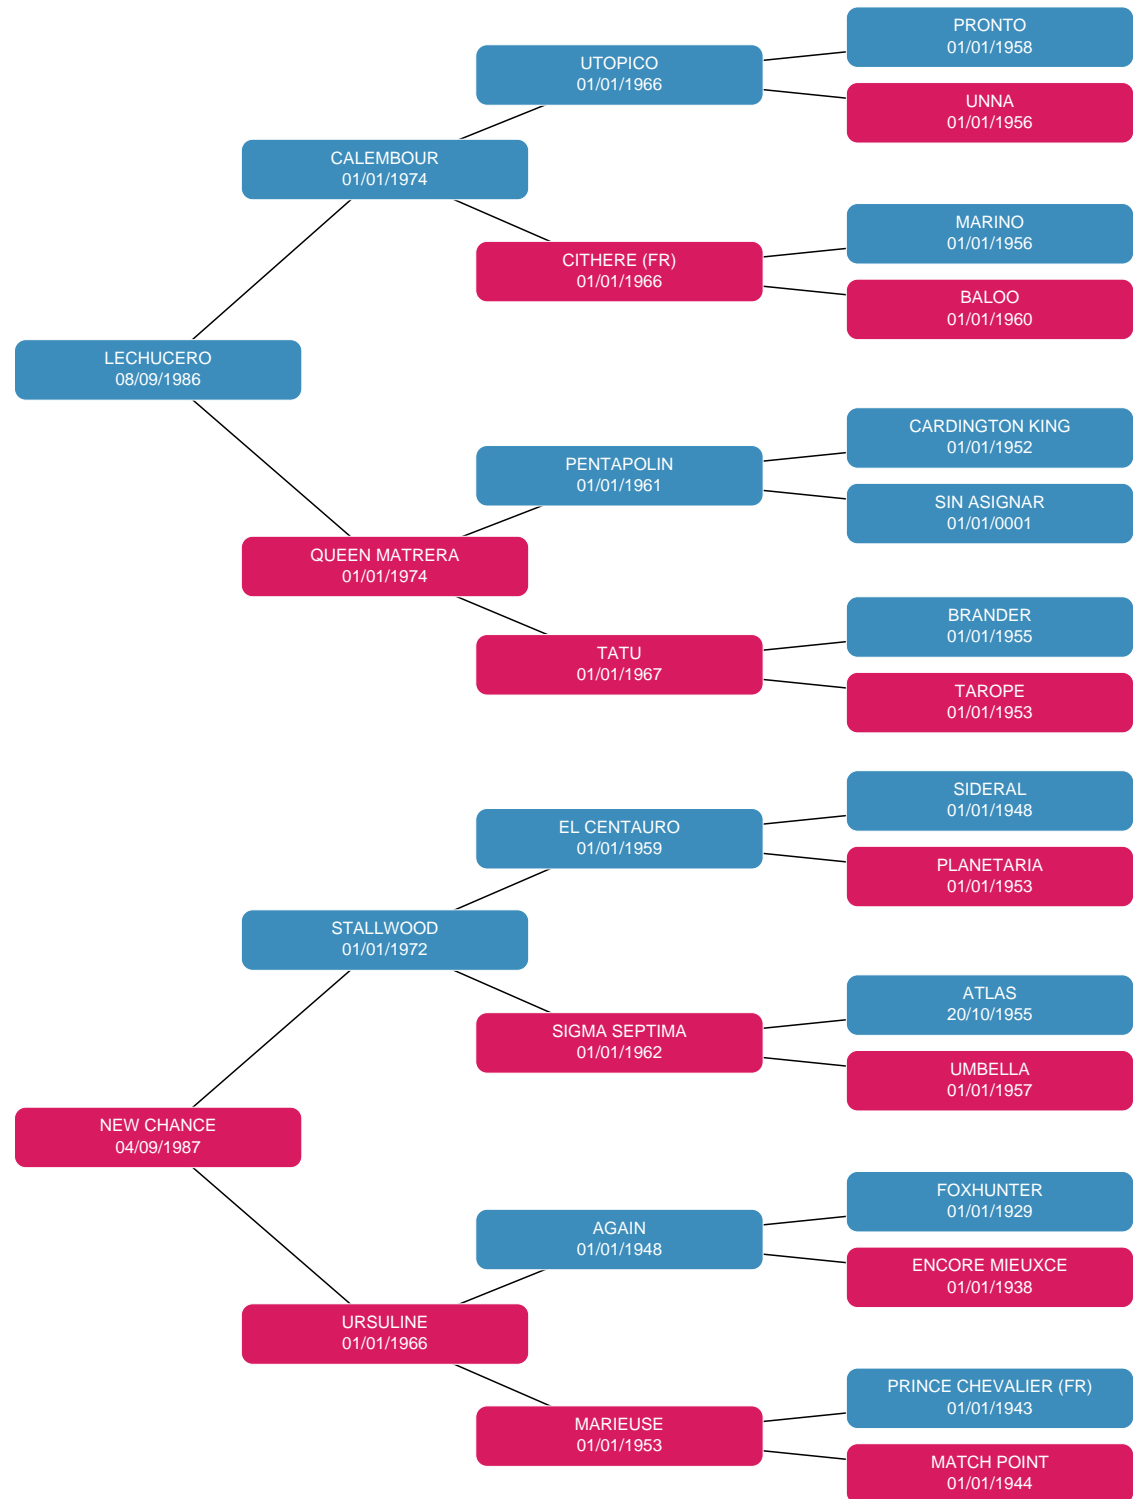 PRONTO
01/01/1958
UTOPICO
01/01/1966
UNNA
01/01/1956
CALEMBOUR
01/01/1974
MARINO
01/01/1956
CITHERE (FR)
01/01/1966
BALOO
01/01/1960
LECHUCERO
08/09/1986
CARDINGTON KING
01/01/1952
PENTAPOLIN
01/01/1961
SIN ASIGNAR
01/01/0001
QUEEN MATRERA
01/01/1974
BRANDER
01/01/1955
TATU
01/01/1967
TAROPE
01/01/1953
SIDERAL
01/01/1948
EL CENTAURO
01/01/1959
PLANETARIA
01/01/1953
STALLWOOD
01/01/1972
ATLAS
20/10/1955
SIGMA SEPTIMA
01/01/1962
UMBELLA
01/01/1957
NEW CHANCE
04/09/1987
FOXHUNTER
01/01/1929
AGAIN
01/01/1948
ENCORE MIEUXCE
01/01/1938
URSULINE
01/01/1966
PRINCE CHEVALIER (FR)
01/01/1943
MARIEUSE
01/01/1953
MATCH POINT
01/01/1944